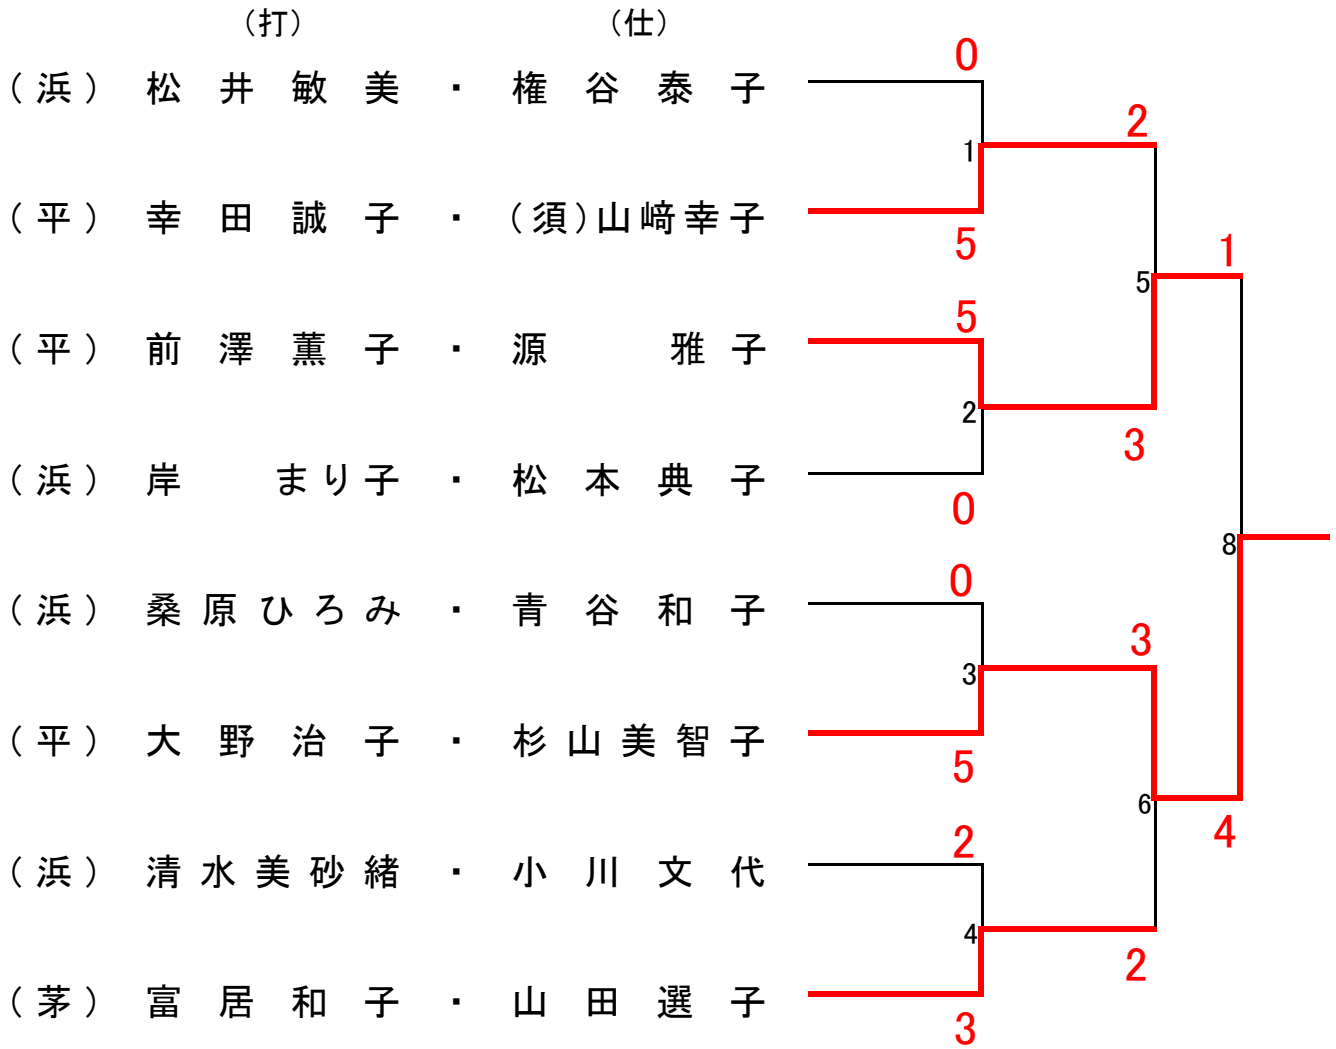 （打） （仕）
0
（浜） 松井敏美 ・ 権谷泰子
2
1
（平） 幸田誠子 ・ （須）山﨑幸子
5
1
5
5
（平） 前澤薫子 ・ 源 雅子
2
3
（浜） 岸 まり子 ・ 松本典子
0
8
0
（浜） 桑原ひろみ ・ 青谷和子
3
3
（平） 大野治子 ・ 杉山美智子
5
6
4
2
（浜） 清水美砂緒 ・ 小川文代
4
2
（茅） 富居和子 ・ 山田選子
3